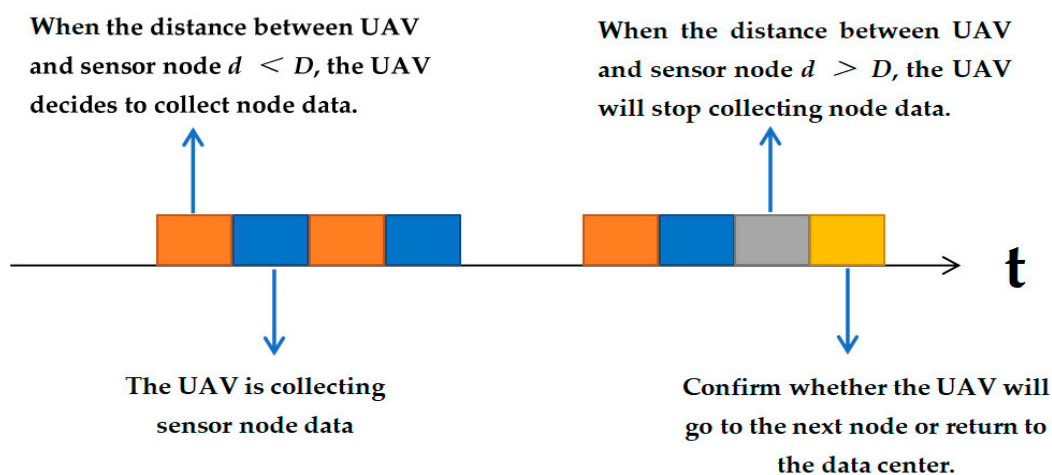 When the distance between UAV
and sensor node d < D, the UAV
decides to collect node data.
When the distance between UAV
and sensor node d > D, the UAV
will stop collecting node data.
t
The UAV is collecting
sensor node data
Confirm whether the UAV will
go to the next node or return to
the data center.